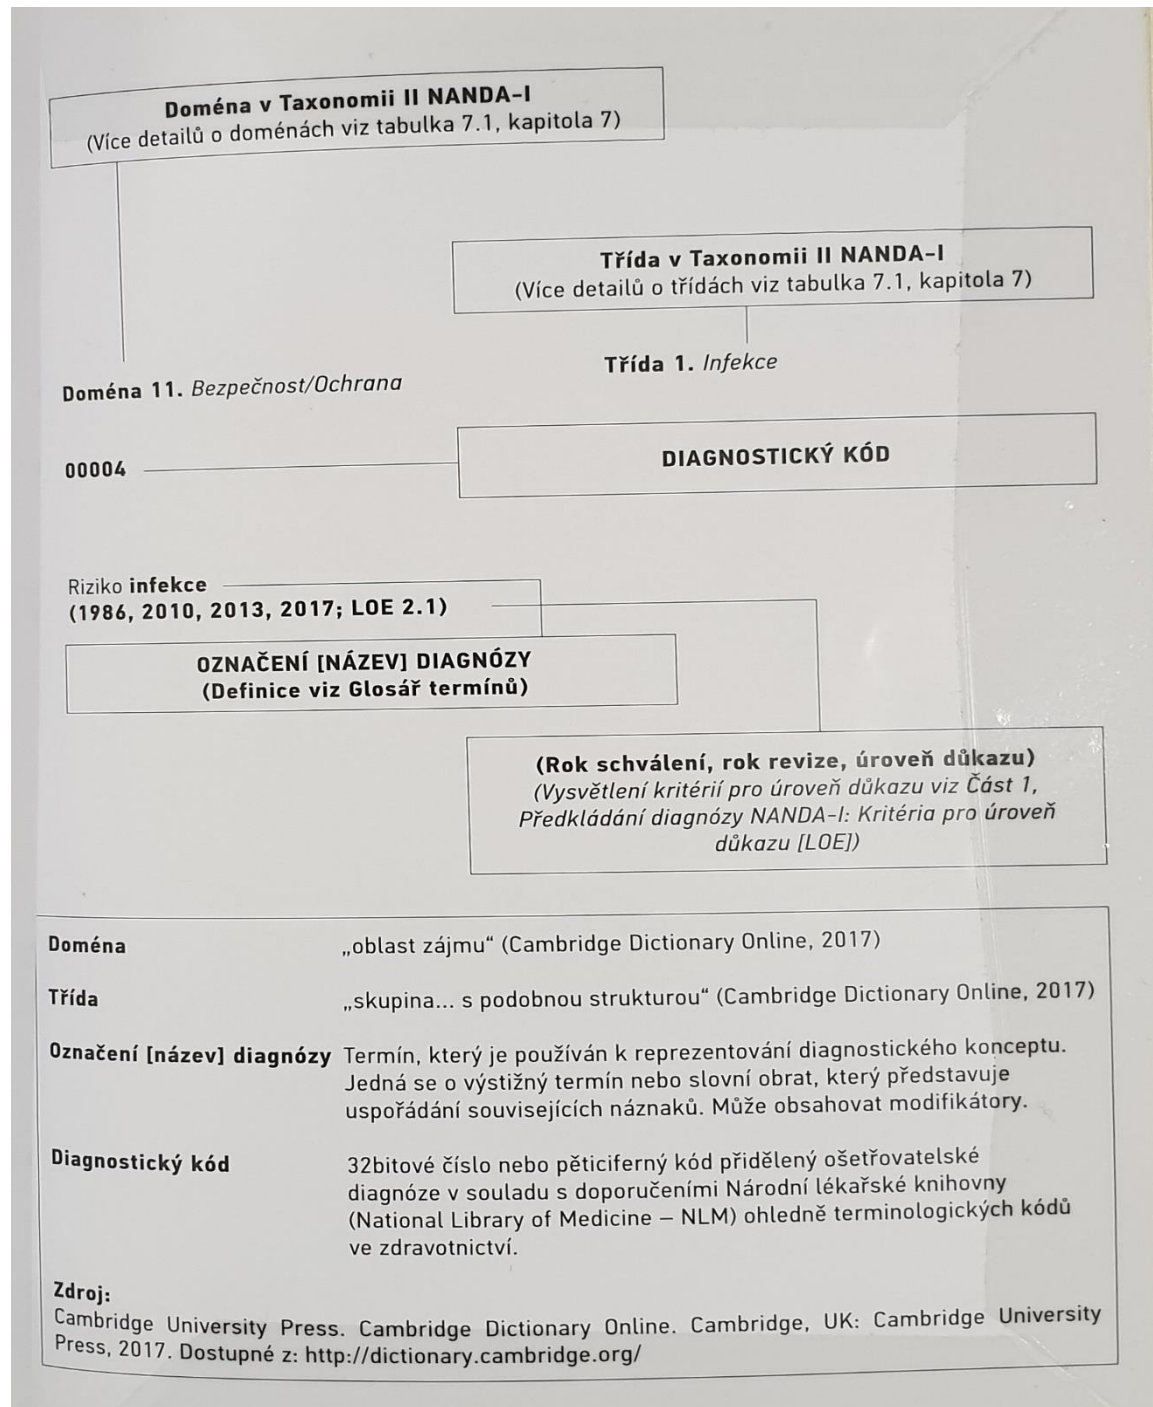 Doména v Taxonomii II NANDA-I
(Více detailů o doménách viz tabulka 7.1, kapitola 7)
Třída v Taxonomii II NANDA-I
(Více detailů o třídách viz tabulka 7.1, kapitola 7)
Doména 11. Bezpečnost/Ochrana
Třída 1. Infekce
00004
DIAGNOSTICKÝ KÓD
Riziko infekce
(1986, 2010, 2013, 2017; LOE 2.1)
OZNAČENÍ [NÁZEV] DIAGNÓZY
(Definice viz Glosář termínů)
(Rok schválení, rok revize, úroveň důkazu)
(Vysvětlení kritérií pro úroveň důkazu viz Část 1,
Předkládání diagnózy NANDA-I: Kritéria pro úroveň
důkazu [LOE])
Doména „oblast zájmu“ (Cambridge Dictionary Online, 2017)
Třída „skupina... s podobnou strukturou“ (Cambridge Dictionary Online, 2017)
Označení [název] diagnózy Termín, který je používán k reprezentování diagnostického konceptu.
Jedná se o výstižný termín nebo slovní obrat, který představuje
uspořádání souvisejících náznaků. Může obsahovat modifikátory.
Diagnostický kód 32bitové číslo nebo pěticiferný kód přidělený ošetřovatelské
diagnóze v souladu s doporučeními Národní lékařské knihovny
(National Library of Medicine – NLM) ohledně terminologických kódů
ve zdravotnictví.
Zdroj:
Cambridge University Press. Cambridge Dictionary Online. Cambridge, UK: Cambridge University
Press, 2017. Dostupné z: http://dictionary.cambridge.org/